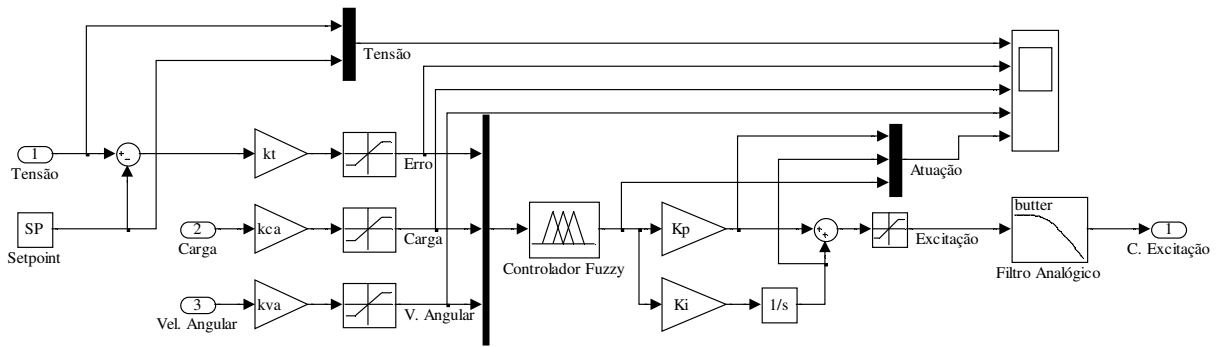 Tensão
1
Tensão
+
-
kt
Erro
Atuação
SP
Setpoint
2
Carga
kca
Carga
Controlador Fuzzy
Kp
+
+
Excitação
butter
Filtro Analógico
1
C. Excitação
3
Vel. Angular
kva
V. Angular
Ki
1/s